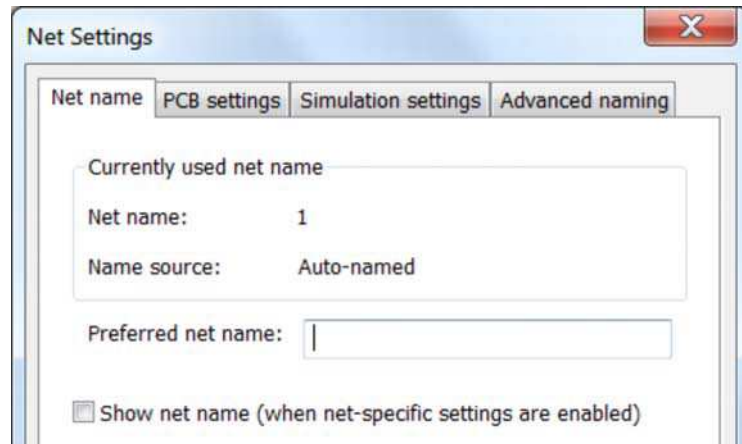 Net Settings
Net name PCB settings Simulation settings Advanced naming
Currently used net name
Net name: 1
Name source: Auto-named
Preferred net name:
Show net name (when net-specific settings are enabled)